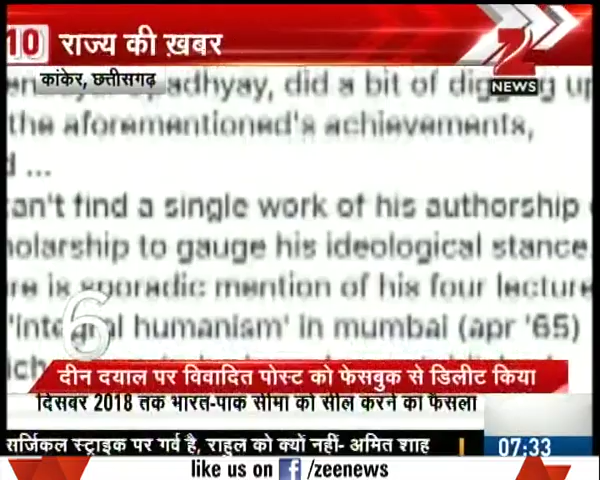 10 राज्य की ख़बर
Z NEWS
कांकेर, छत्तीसगढ़
adhyay, did a bit of digging up
the aforementioned's achievements,
...
an't find a single work of his authorship
olarship to gauge his ideological stance
re is sporadic mention of his four lecture
6
'integral humanism' in mumbai (apr '65)
दीन दयाल पर विवादित पोस्ट को फेसबुक से डिलीट किया
दिसंबर 2018 तक भारत-पाक सीमा को सील करने का फैसला
सर्जिकल स्ट्राइक पर गर्व है, राहुल को क्यों नहीं- अमित शाह
07:33
like us on f /zeenews